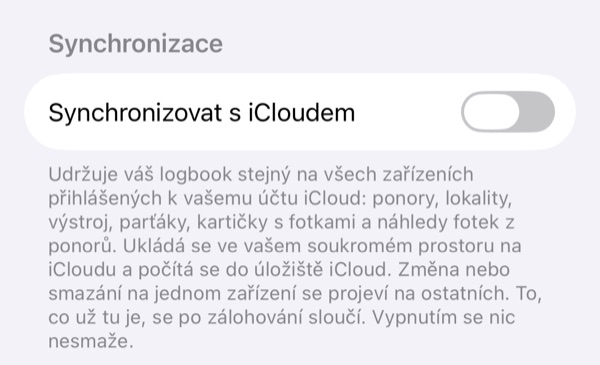 Synchronizace
Synchronizovat s iCloudem
Udržuje váš logbook stejný na všech zařízeních
přihlášených k vašemu účtu iCloud: ponory, lokality,
výstroj, parťáky, kartičky s fotkami a náhledy fotek z
ponorů. Ukládá se ve vašem soukromém prostoru na
iCloudu a počítá se do úložiště iCloud. Změna nebo
smazání na jednom zařízení se projeví na ostatních. To,
co už tu je, se po zálohování sloučí. Vypnutím se nic
nesmaže.